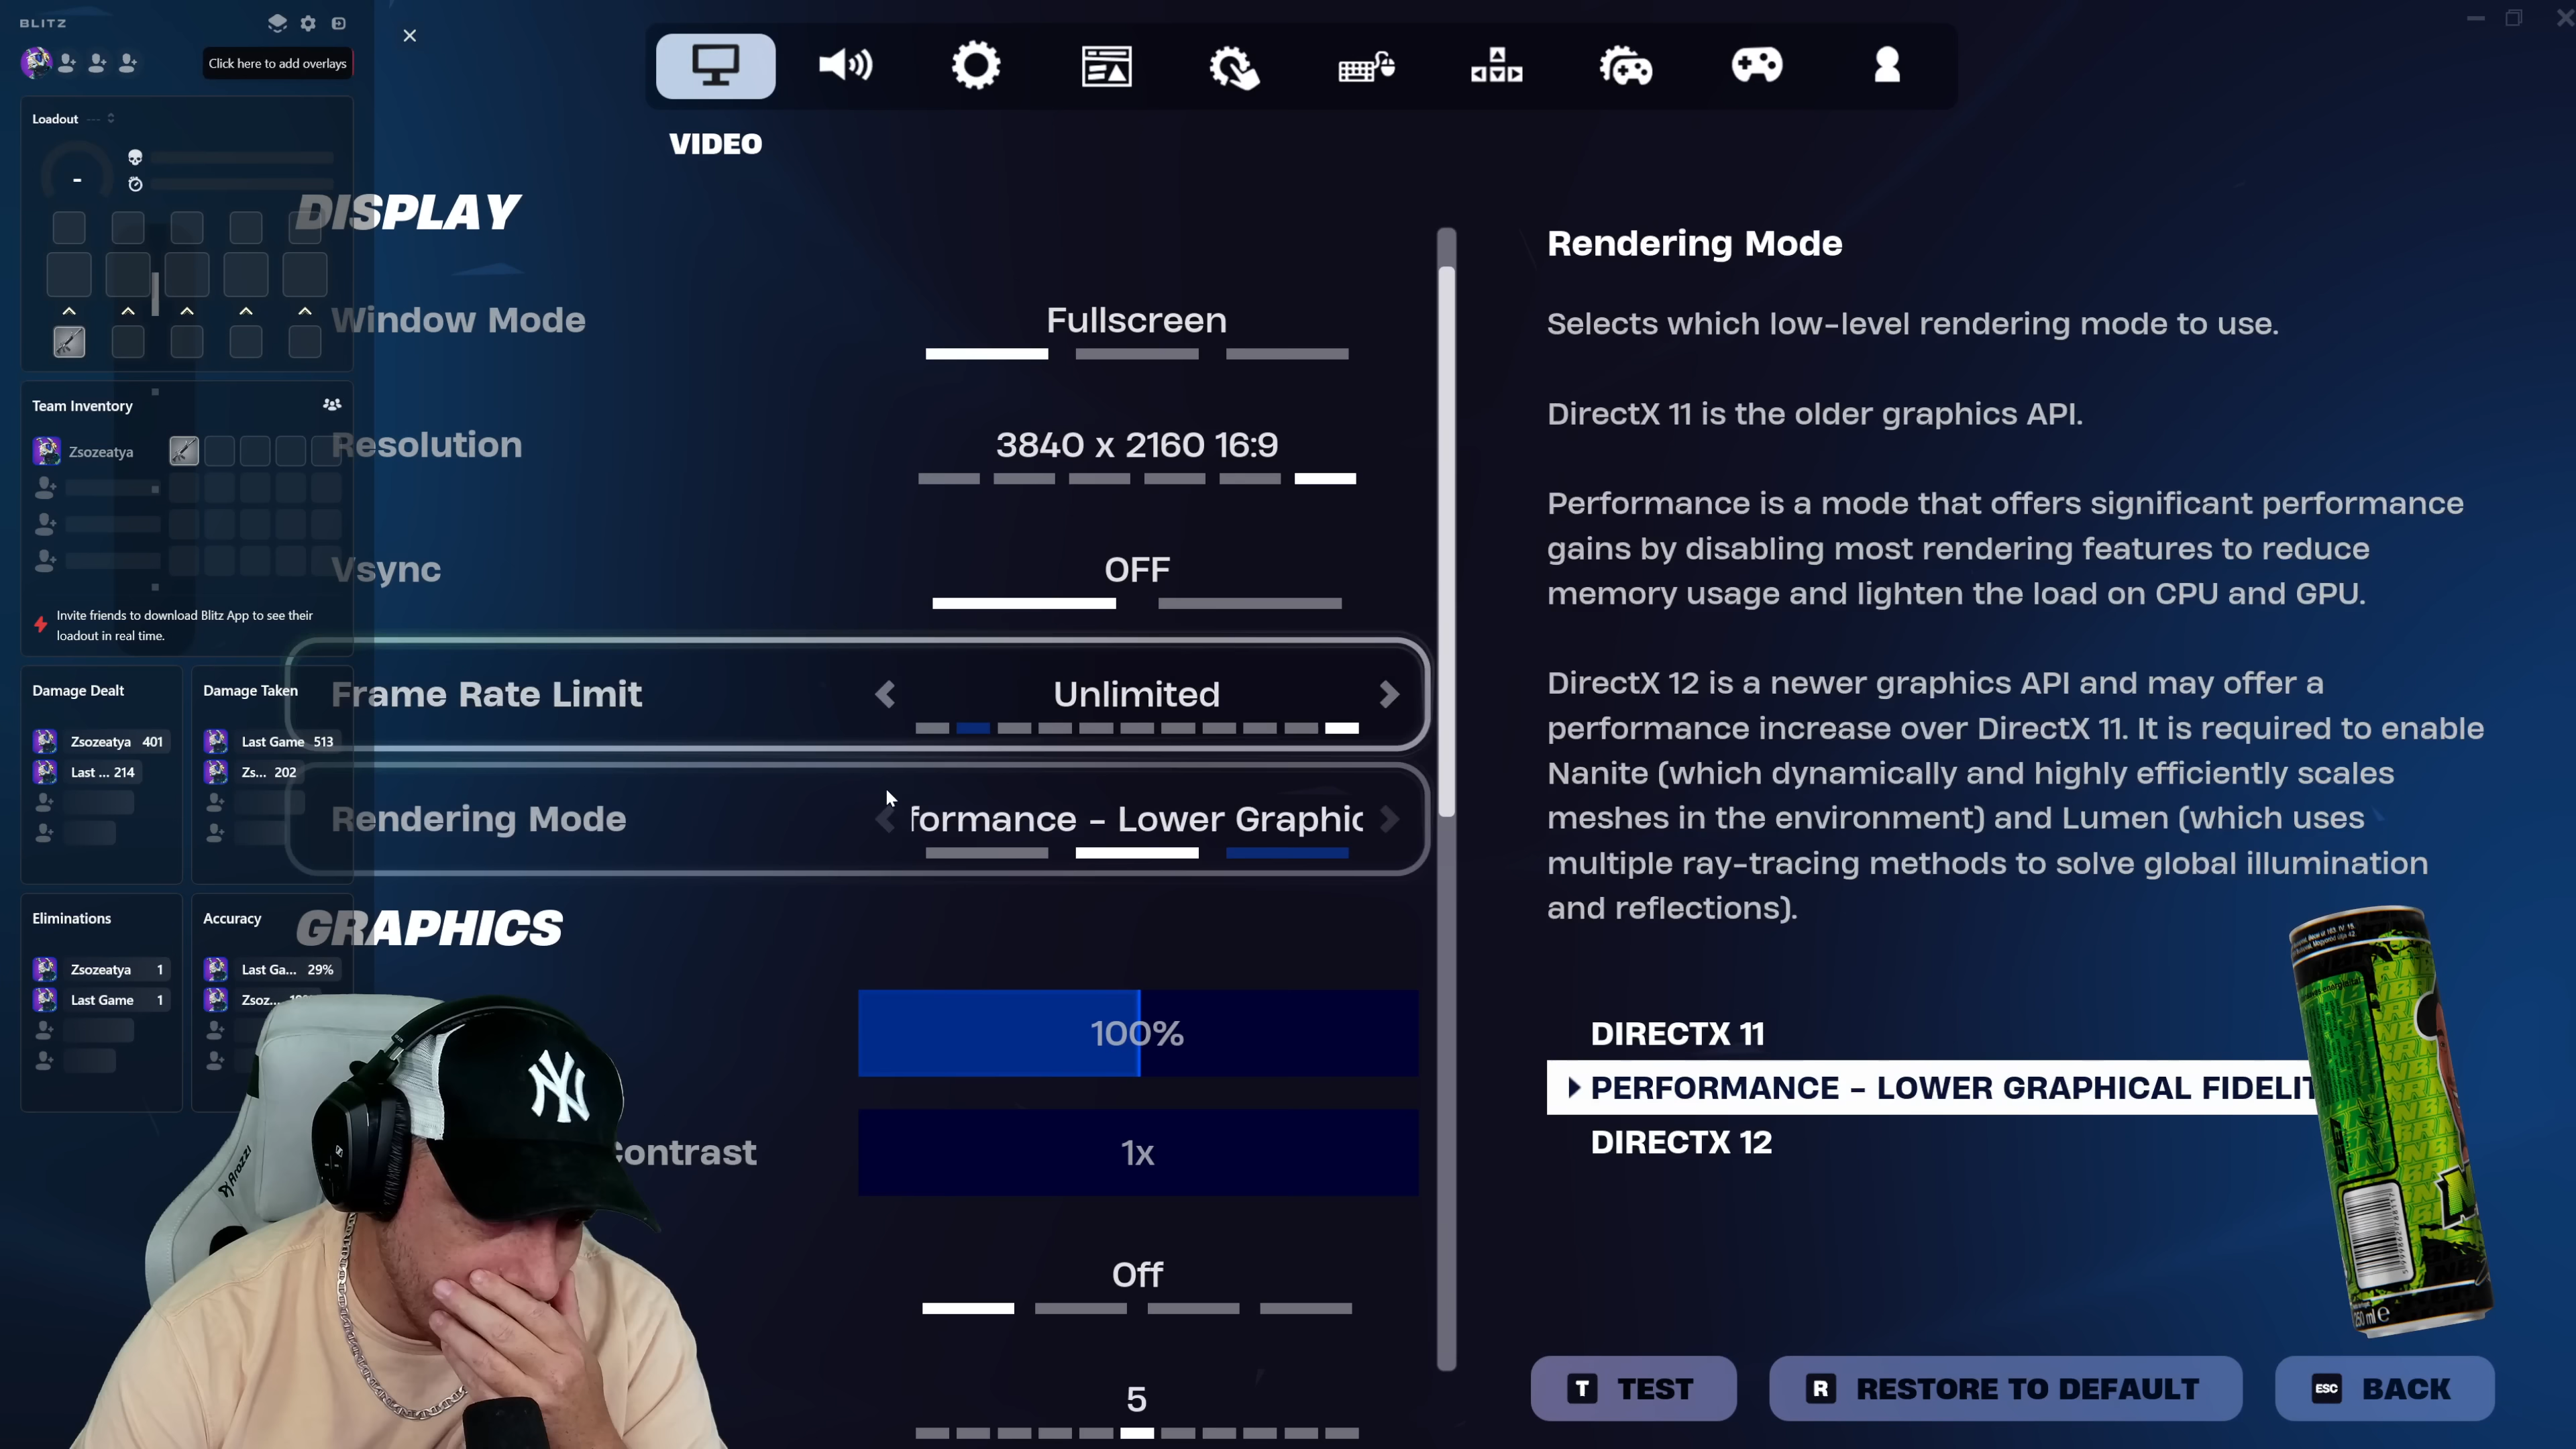 BLITZ
Click here to add overlays
Loadout ---
-
Team Inventory
Zsozeatya
Invite friends to download Blitz App to see their
loadout in real time.
Damage Dealt
Zsozeatya 401
Last ... 214
Damage Taken
Last Game 513
Zs... 202
Eliminations
Zsozeatya 1
Last Game 1
Accuracy
Last Ga... 29%
Zsoz...
VIDEO
DISPLAY
Window Mode
Fullscreen
Resolution
3840 x 2160 16:9
Vsync
OFF
Frame Rate Limit
Unlimited
Rendering Mode
formance - Lower Graphic
GRAPHICS
100%
Contrast
1x
Off
5
Rendering Mode
Selects which low-level rendering mode to use.
DirectX 11 is the older graphics API.
Performance is a mode that offers significant performance
gains by disabling most rendering features to reduce
memory usage and lighten the load on CPU and GPU.
DirectX 12 is a newer graphics API and may offer a
performance increase over DirectX 11. It is required to enable
Nanite (which dynamically and highly efficiently scales
meshes in the environment) and Lumen (which uses
multiple ray-tracing methods to solve global illumination
and reflections).
DIRECTX 11
PERFORMANCE - LOWER GRAPHICAL FIDELIT
DIRECTX 12
T TEST
R RESTORE TO DEFAULT
ESC BACK
NY
Arozzi
250 ml e